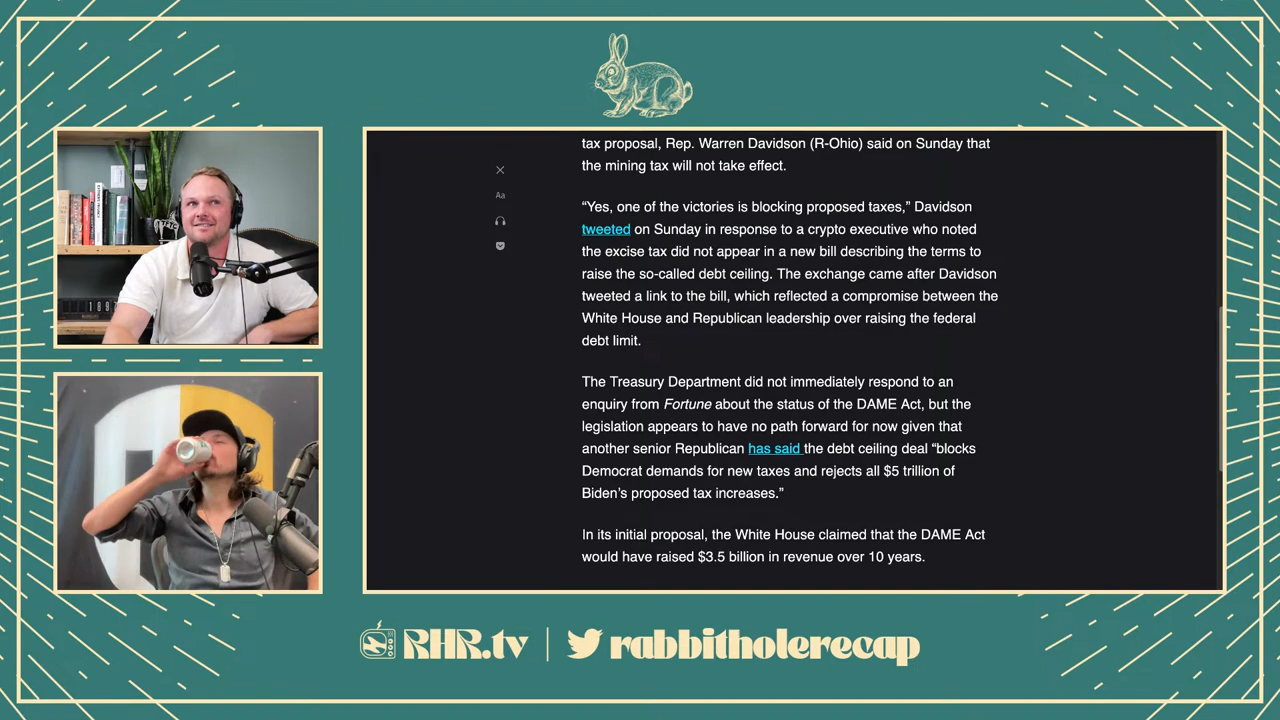 tax proposal, Rep. Warren Davidson (R-Ohio) said on Sunday that
the mining tax will not take effect.
“Yes, one of the victories is blocking proposed taxes,” Davidson
tweeted on Sunday in response to a crypto executive who noted
the excise tax did not appear in a new bill describing the terms to
raise the so-called debt ceiling. The exchange came after Davidson
tweeted a link to the bill, which reflected a compromise between the
White House and Republican leadership over raising the federal
debt limit.
The Treasury Department did not immediately respond to an
enquiry from Fortune about the status of the DAME Act, but the
legislation appears to have no path forward for now given that
another senior Republican has said the debt ceiling deal “blocks
Democrat demands for new taxes and rejects all $5 trillion of
Biden’s proposed tax increases.”
In its initial proposal, the White House claimed that the DAME Act
would have raised $3.5 billion in revenue over 10 years.
Aa
RHR.tv | rabbitholerecap